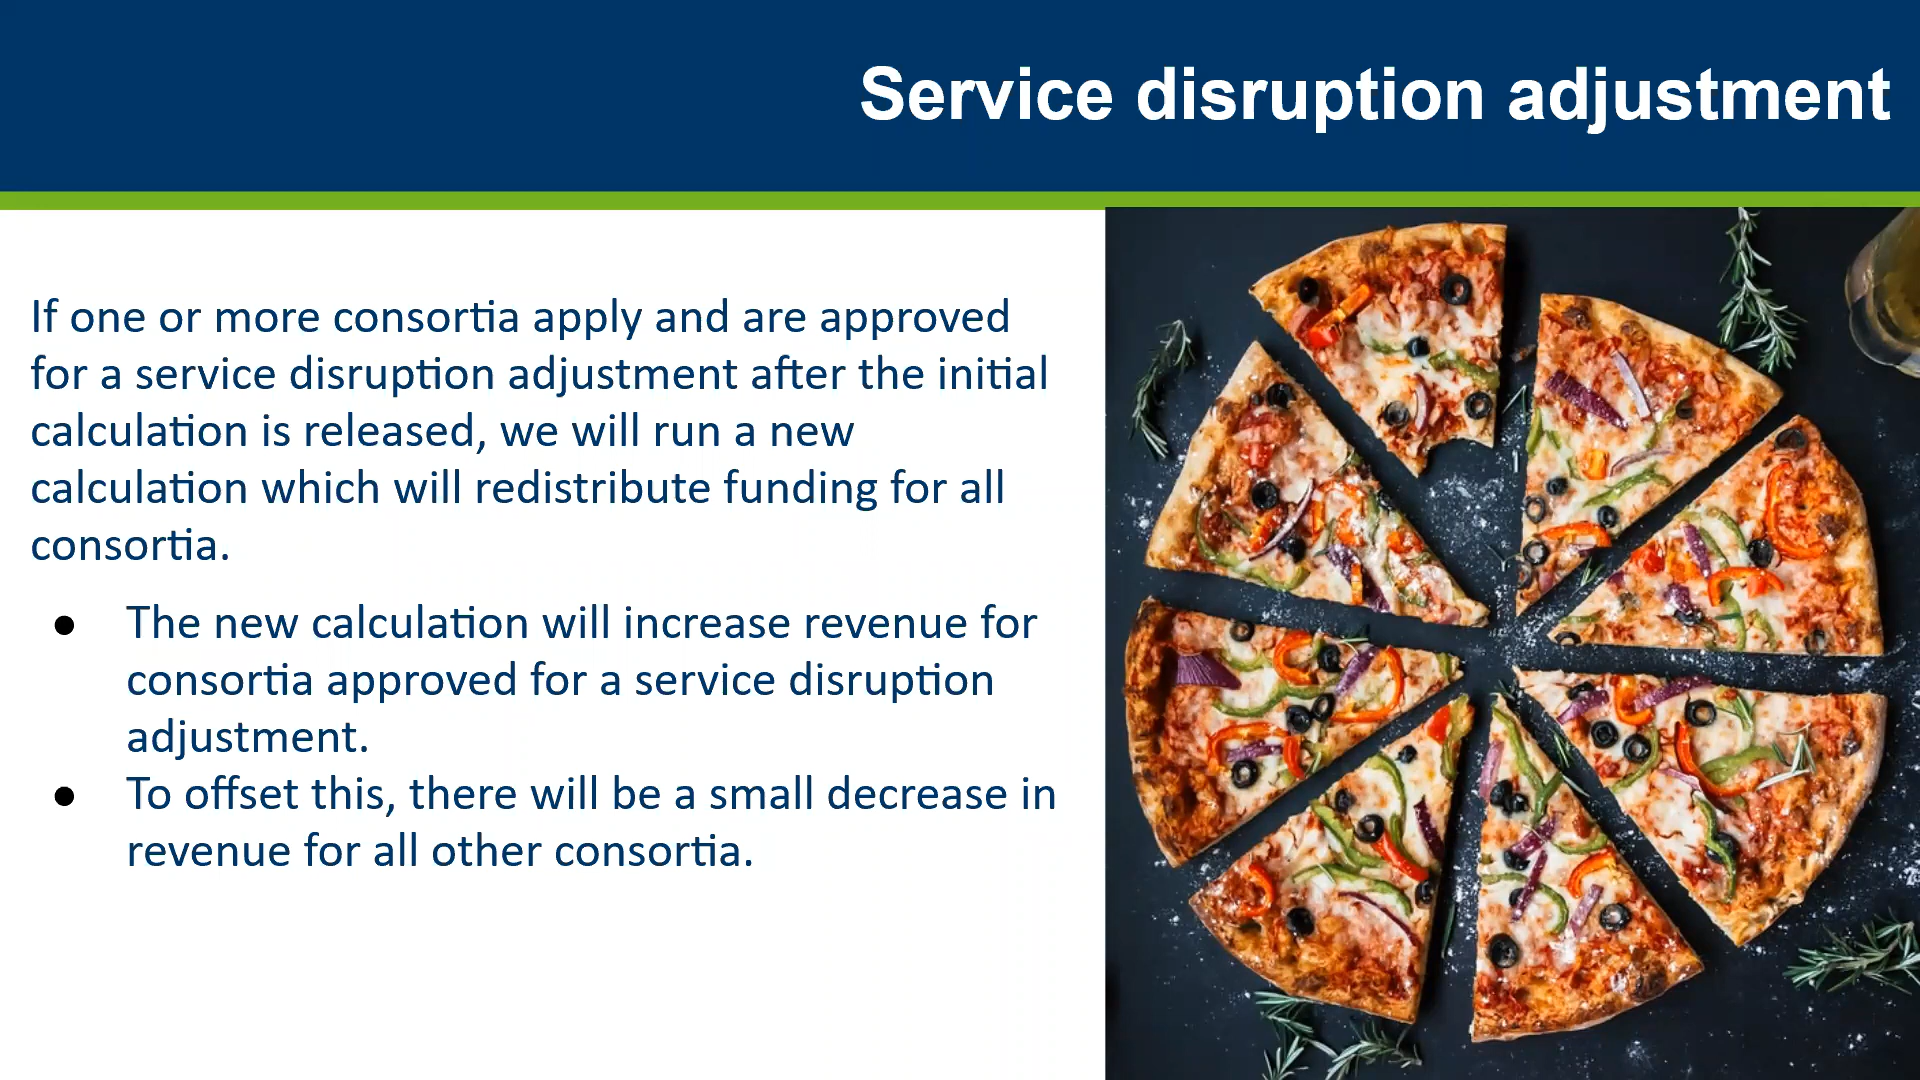 Service disruption adjustment
If one or more consortia apply and are approved
for a service disruption adjustment after the initial
calculation is released, we will run a new
calculation which will redistribute funding for all
consortia.
● The new calculation will increase revenue for
consortia approved for a service disruption
adjustment.
● To offset this, there will be a small decrease in
revenue for all other consortia.